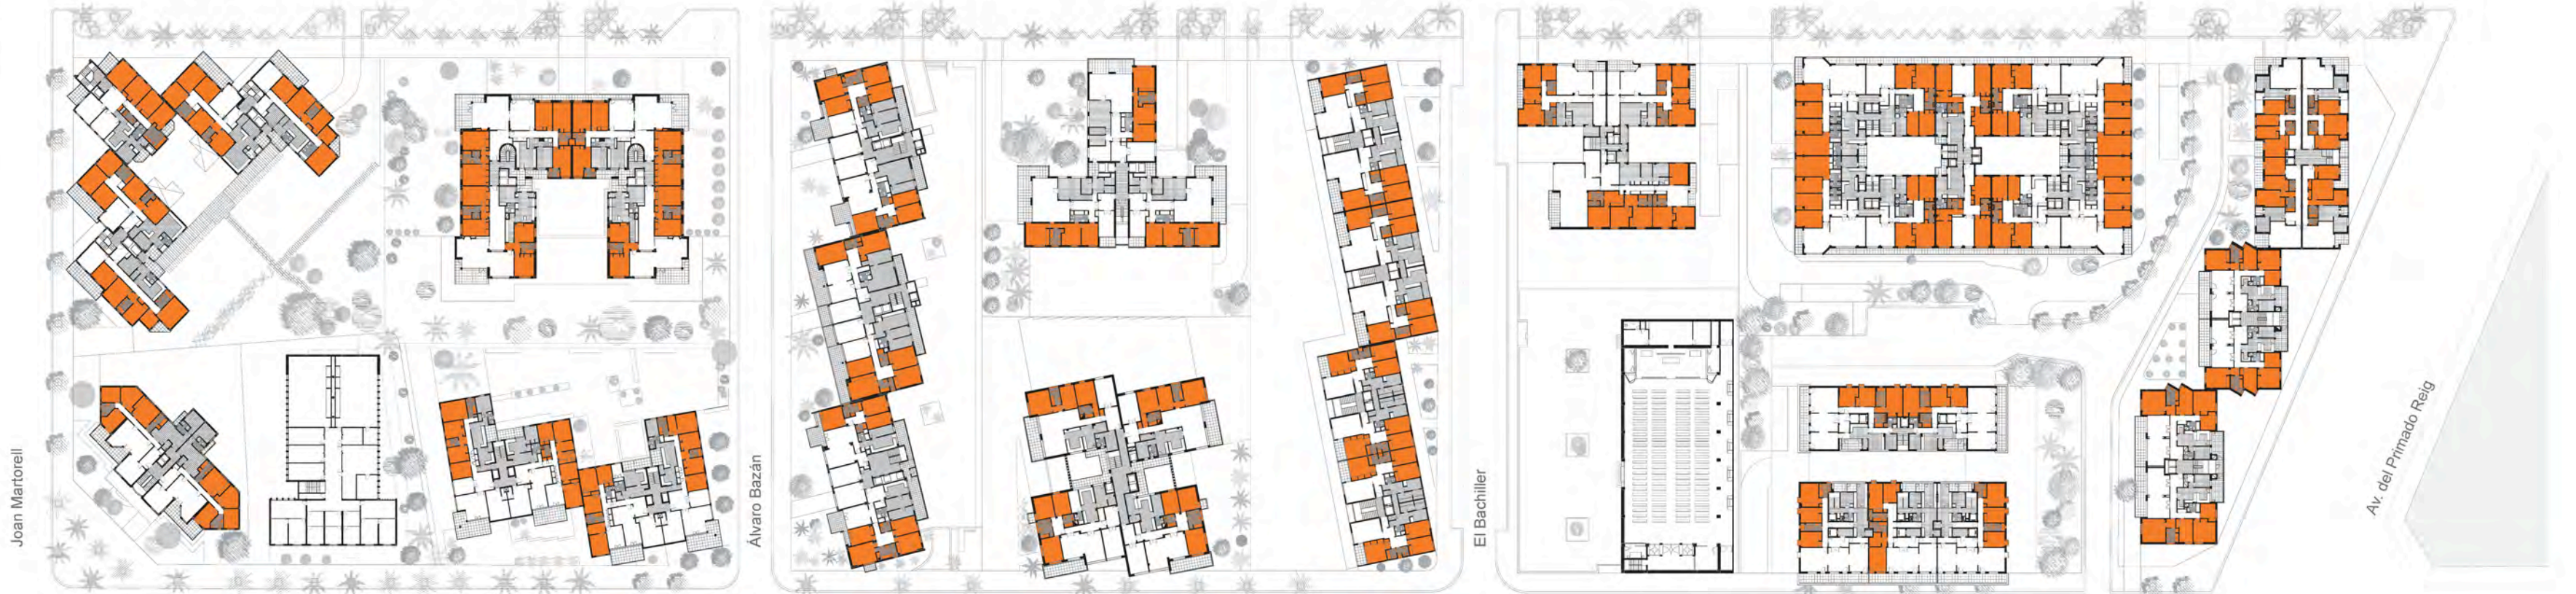 Joan Martorell
Álvaro Bazán
El Bachiller
Av. del Primado Reig